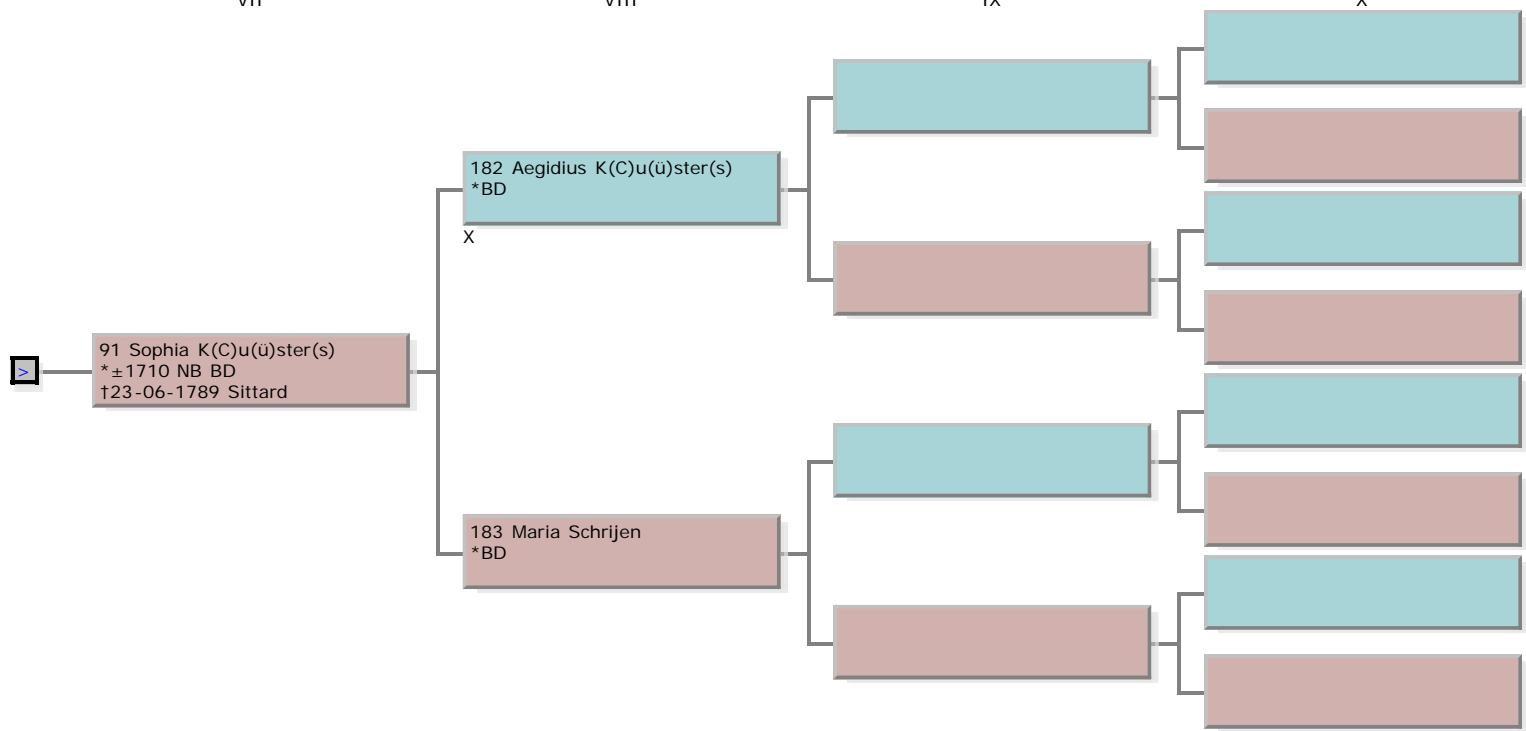 VII VIII IX X
182 Aegidius K(C)u(ü)ster(s)
*BD
X
>
91 Sophia K(C)u(ü)ster(s)
*±1710 NB BD
†23-06-1789 Sittard
183 Maria Schrijen
*BD